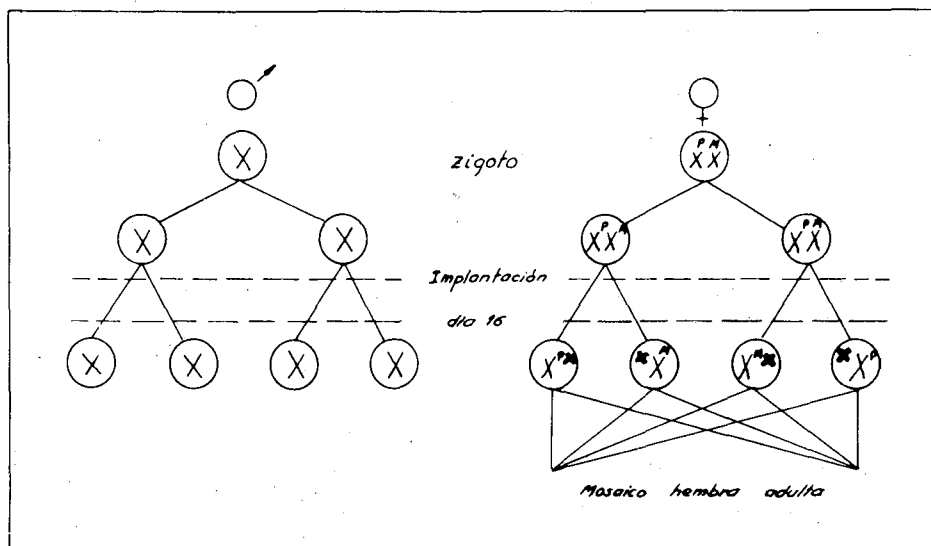 X
zigoto
P M
X X
X
X
P M
X X
P M
X X
Implantación
día 16
X
X
X
X
X P
X M
X M
X P
Mosaico hembra adulta